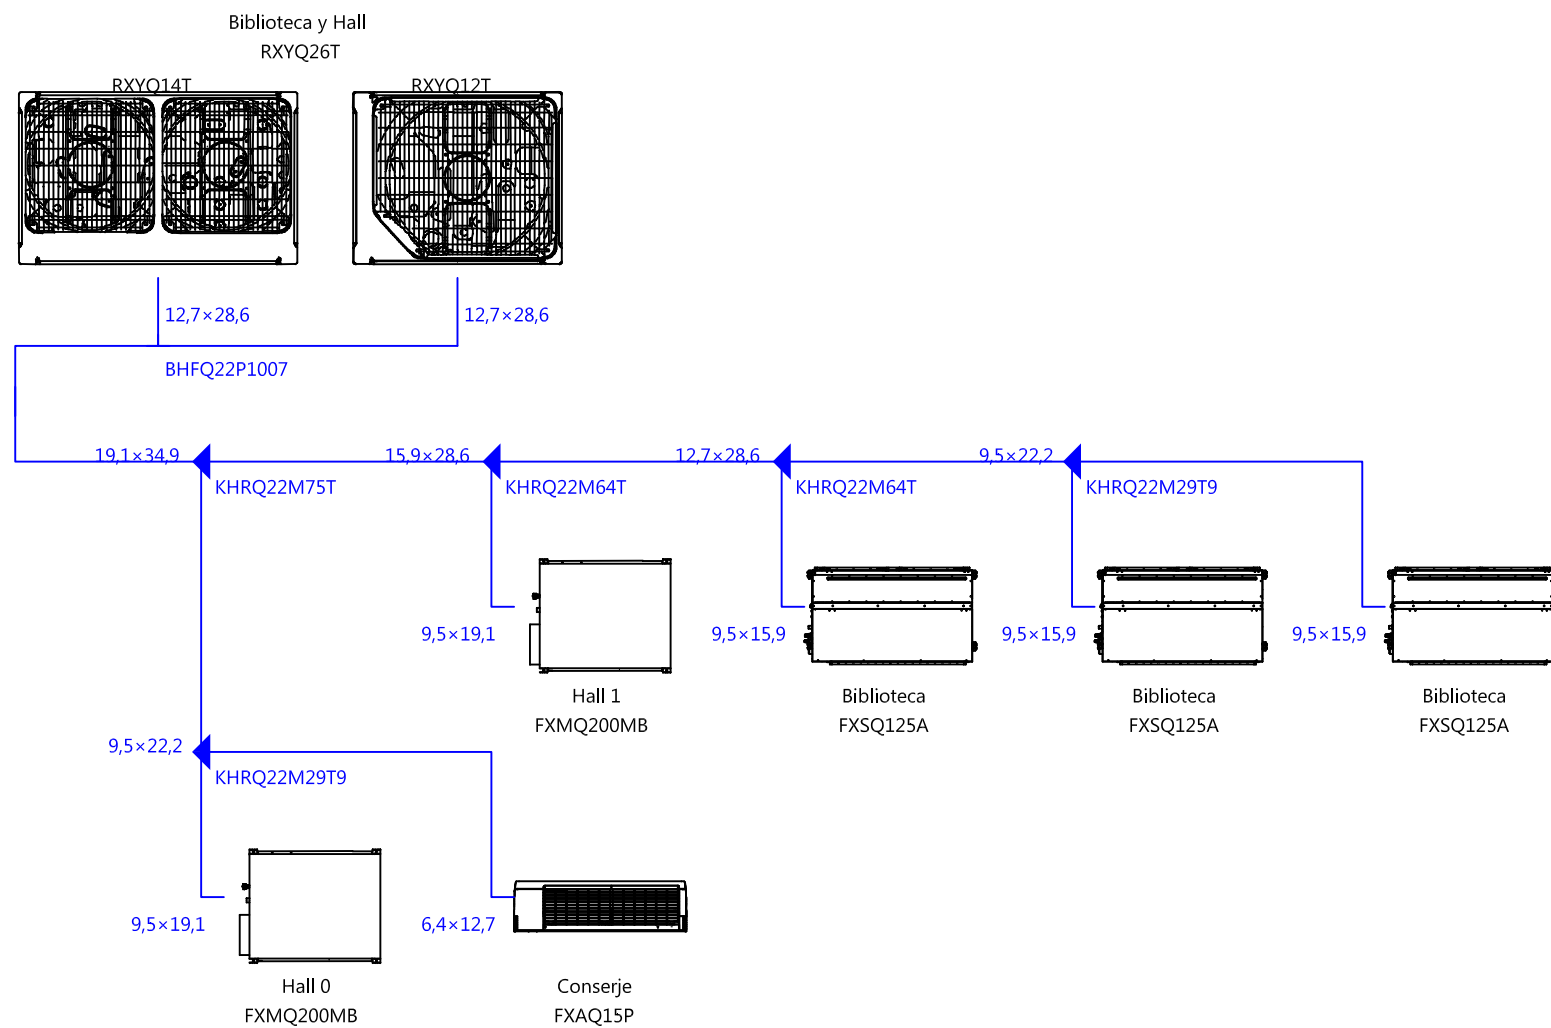 Biblioteca y Hall
RXYQ26T
RXYQ14T
RXYQ12T
12,7×28,6
12,7×28,6
BHFQ22P1007
19,1×34,9
15,9×28,6
12,7×28,6
9,5×22,2
KHRQ22M75T
KHRQ22M64T
KHRQ22M64T
KHRQ22M29T9
9,5×19,1
9,5×15,9
9,5×15,9
9,5×15,9
Hall 1
FXMQ200MB
Biblioteca
FXSQ125A
Biblioteca
FXSQ125A
Biblioteca
FXSQ125A
9,5×22,2
KHRQ22M29T9
9,5×19,1
6,4×12,7
Hall 0
FXMQ200MB
Conserje
FXAQ15P